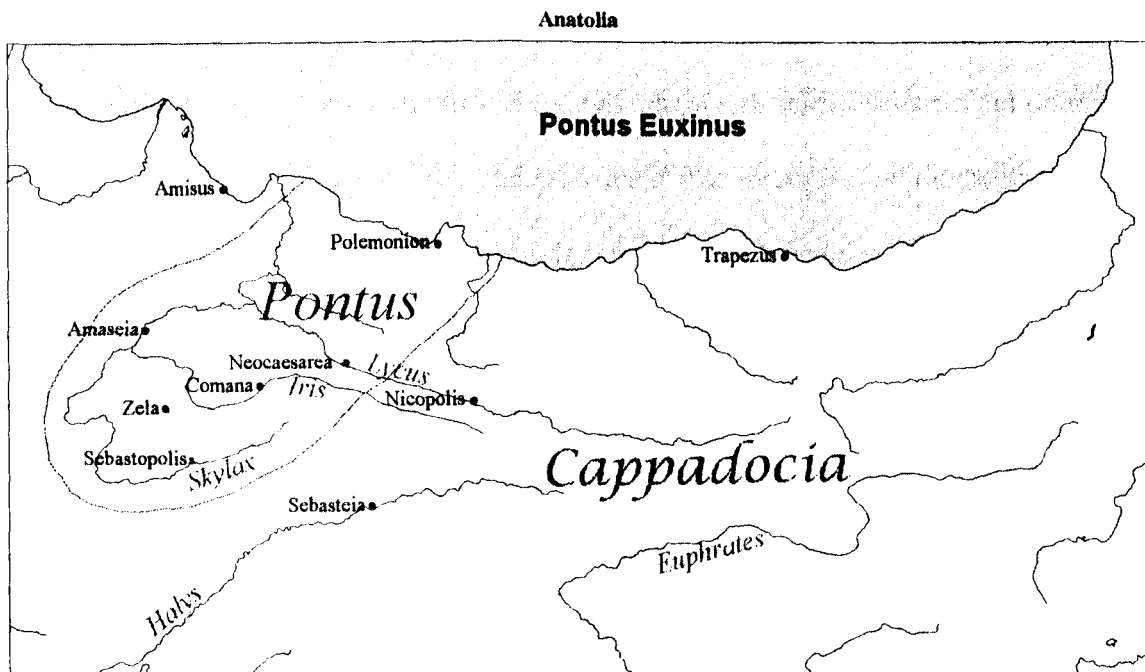 Anatolia
Pontus Euxinus
Amisus
Polemonion
Trapezus
Pontus
Amaseia
Neocaesarea
Lycus
Comana
Iris
Nicopolis
Zela
Sebastopolis
Skylax
Cappadocia
Sebasteia
Euphrates
Halys